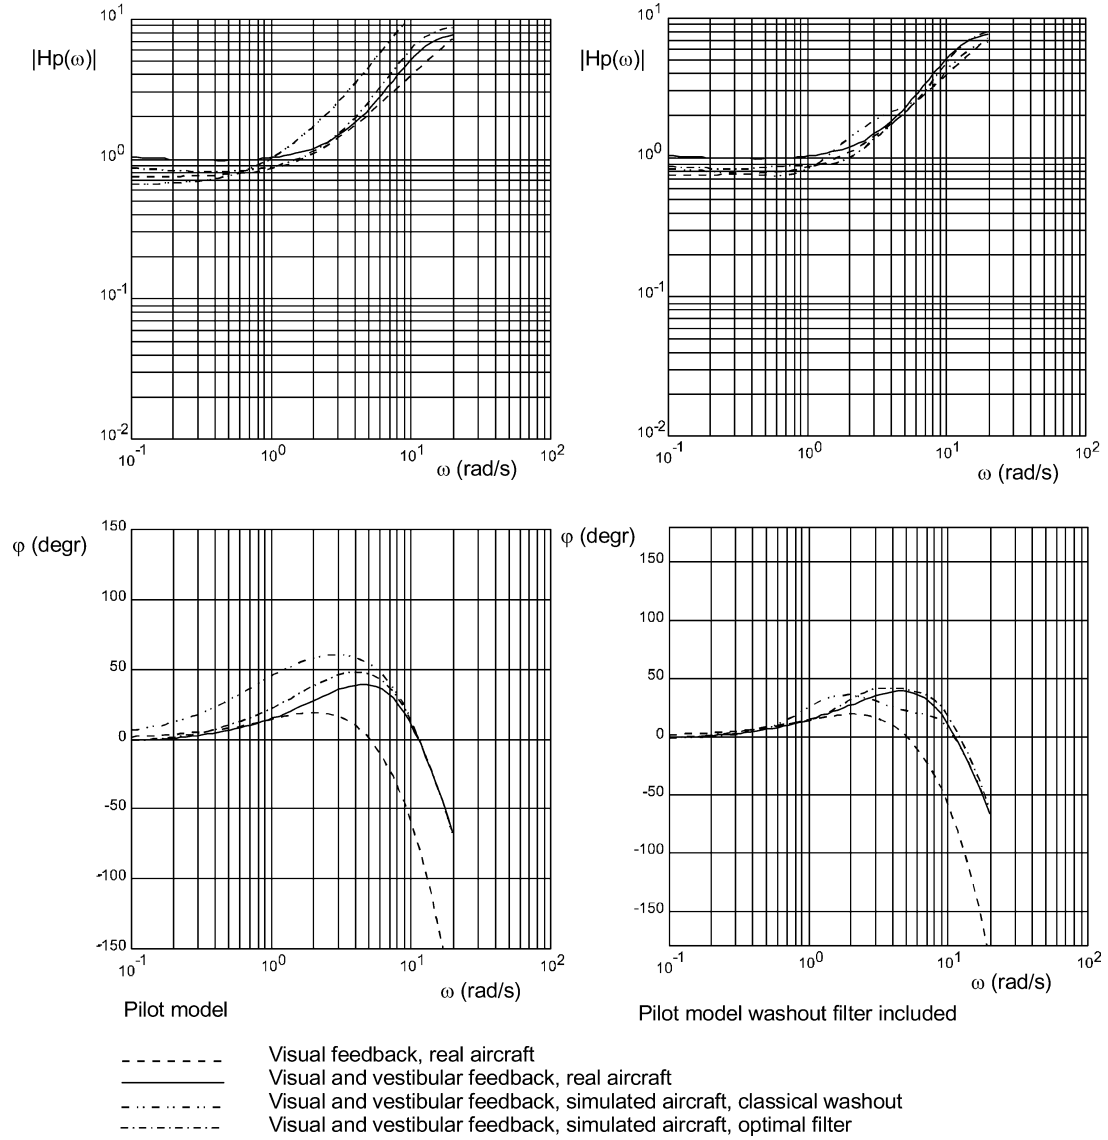 |Hp(ω)|
10^1
10^0
10^-1
10^-2
10^-1
10^0
10^1
10^2
ω (rad/s)
|Hp(ω)|
10^1
10^0
10^-1
10^-2
10^-1
10^0
10^1
10^2
ω (rad/s)
φ (degr)
150
100
50
0
-50
-100
-150
10^-1
10^0
10^1
10^2
ω (rad/s)
Pilot model
φ (degr)
150
100
50
0
-50
-100
-150
10^-1
10^0
10^1
10^2
ω (rad/s)
Pilot model washout filter included
Visual feedback, real aircraft
Visual and vestibular feedback, real aircraft
Visual and vestibular feedback, simulated aircraft, classical washout
Visual and vestibular feedback, simulated aircraft, optimal filter